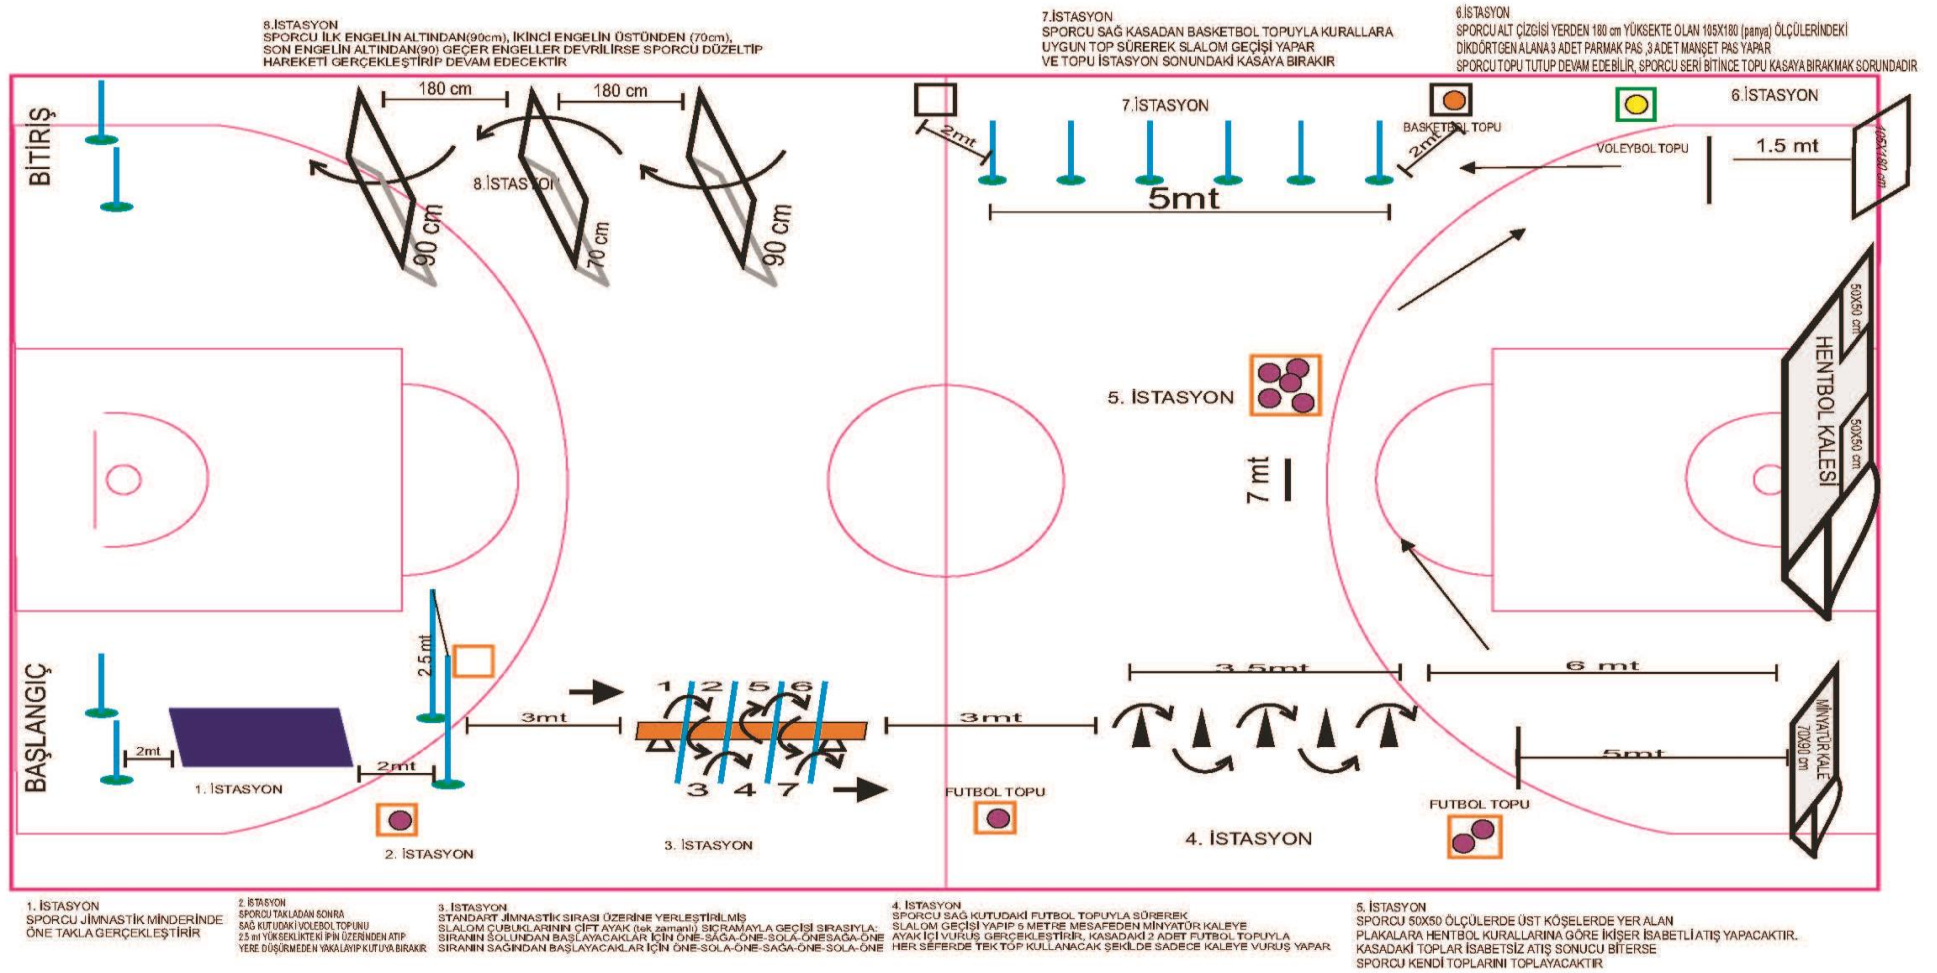 8.İSTASYON
SPORCU İLK ENGELİN ALTINDAN(90cm), İKİNCİ ENGELİN ÜSTÜNDEN (70cm),
SON ENGELİN ALTINDAN(90) GEÇER ENGELLER DEVRİLİRSE SPORCU DÜZELTİP
HAREKETİ GERÇEKLEŞTİRİP DEVAM EDECEKTİR
7.İSTASYON
SPORCU SAĞ KASADAN BASKETBOL TOPUYLA KURALLARA
UYGUN TOP SÜREREK SLALOM GEÇİŞİ YAPAR
VE TOPU İSTASYON SONUNDAKİ KASAYA BIRAKIR
6.İSTASYON
SPORCU ALT ÇİZGİSİ YERDEN 180 cm YÜKSEKTE OLAN 105X180 (panya) ÖLÇÜLERİNDEKİ
DİKDÖRTGEN ALANA 3 ADET PARMAK PAS ,3 ADET MANŞET PAS YAPAR
SPORCU TOPU TUTUP DEVAM EDEBİLİR, SPORCU SERİ BİTİNCE TOPU KASAYA BIRAKMAK SORUNDADIR
BİTİRİŞ
180 cm
180 cm
8.İSTASYON
90 cm
70 cm
90 cm
2mt
7.İSTASYON
5mt
2mt
BASKETBOL TOPU
VOLEYBOL TOPU
6.İSTASYON
1.5 mt
105X180 cm
5. İSTASYON
7 mt
50X50 cm
HENTBOL KALESİ
50X50 cm
BAŞLANGIÇ
2mt
1. İSTASYON
2mt
2.5 mt
2. İSTASYON
3mt
1 2 5 6
3 4 7
3. İSTASYON
3mt
FUTBOL TOPU
3.5mt
4. İSTASYON
6 mt
5mt
FUTBOL TOPU
MİNYATÜR KALE
70X90 cm
1. İSTASYON
SPORCU JİMNASTİK MİNDERİNDE
ÖNE TAKLA GERÇEKLEŞTİRİR
2. İSTASYON
SPORCU TAKLADAN SONRA
SAĞ KUTUDAKİ VOLEBOL TOPUNU
2.5 mt YÜKSEKLİKTEKİ İPİN ÜZERİNDEN ATIP
YERE DÜŞÜRMEDEN YAKALAYIP KUTUYA BIRAKIR
3. İSTASYON
STANDART JİMNASTİK SIRASI ÜZERİNE YERLEŞTİRİLMİŞ
SLALOM ÇUBUKLARININ ÇİFT AYAK (tek zamanlı) SIÇRAMAYLA GEÇİŞİ SIRASIYLA:
SIRANIN SOLUNDAN BAŞLAYACAKLAR İÇİN ÖNE-SAĞA-ÖNE-SOLA-ÖNESAĞA-ÖNE
SIRANIN SAĞINDAN BAŞLAYACAKLAR İÇİN ÖNE-SOLA-ÖNE-SAĞA-ÖNE-SOLA-ÖNE
4. İSTASYON
SPORCU SAĞ KUTUDAKİ FUTBOL TOPUYLA SÜREREK
SLALOM GEÇİŞİ YAPIP 5 METRE MESAFEDEN MİNYATÜR KALEYE
AYAK İÇİ VURUŞ GERÇEKLEŞTİRİR, KASADAKİ 2 ADET FUTBOL TOPUYLA
HER SEFERDE TEK TOP KULLANACAK ŞEKİLDE SADECE KALEYE VURUŞ YAPAR
5. İSTASYON
SPORCU 50X50 ÖLÇÜLERDE ÜST KÖŞELERDE YER ALAN
PLAKALARA HENTBOL KURALLARINA GÖRE İKİŞER İSABETLİ ATIŞ YAPACAKTIR.
KASADAKİ TOPLAR İSABETSİZ ATIŞ SONUCU BİTERSE
SPORCU KENDİ TOPLARINI TOPLAYACAKTIR